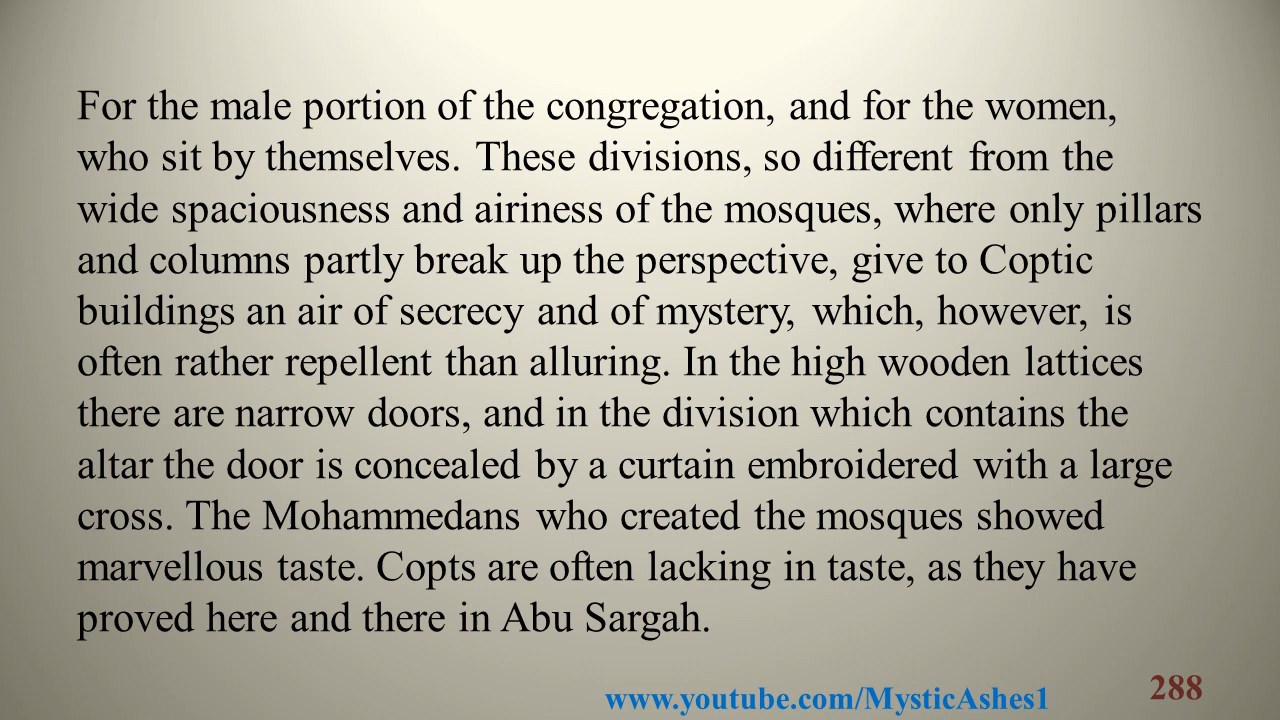 For the male portion of the congregation, and for the women,
who sit by themselves. These divisions, so different from the
wide spaciousness and airiness of the mosques, where only pillars
and columns partly break up the perspective, give to Coptic
buildings an air of secrecy and of mystery, which, however, is
often rather repellent than alluring. In the high wooden lattices
there are narrow doors, and in the division which contains the
altar the door is concealed by a curtain embroidered with a large
cross. The Mohammedans who created the mosques showed
marvellous taste. Copts are often lacking in taste, as they have
proved here and there in Abu Sargah.
www.youtube.com/MysticAshes1
288